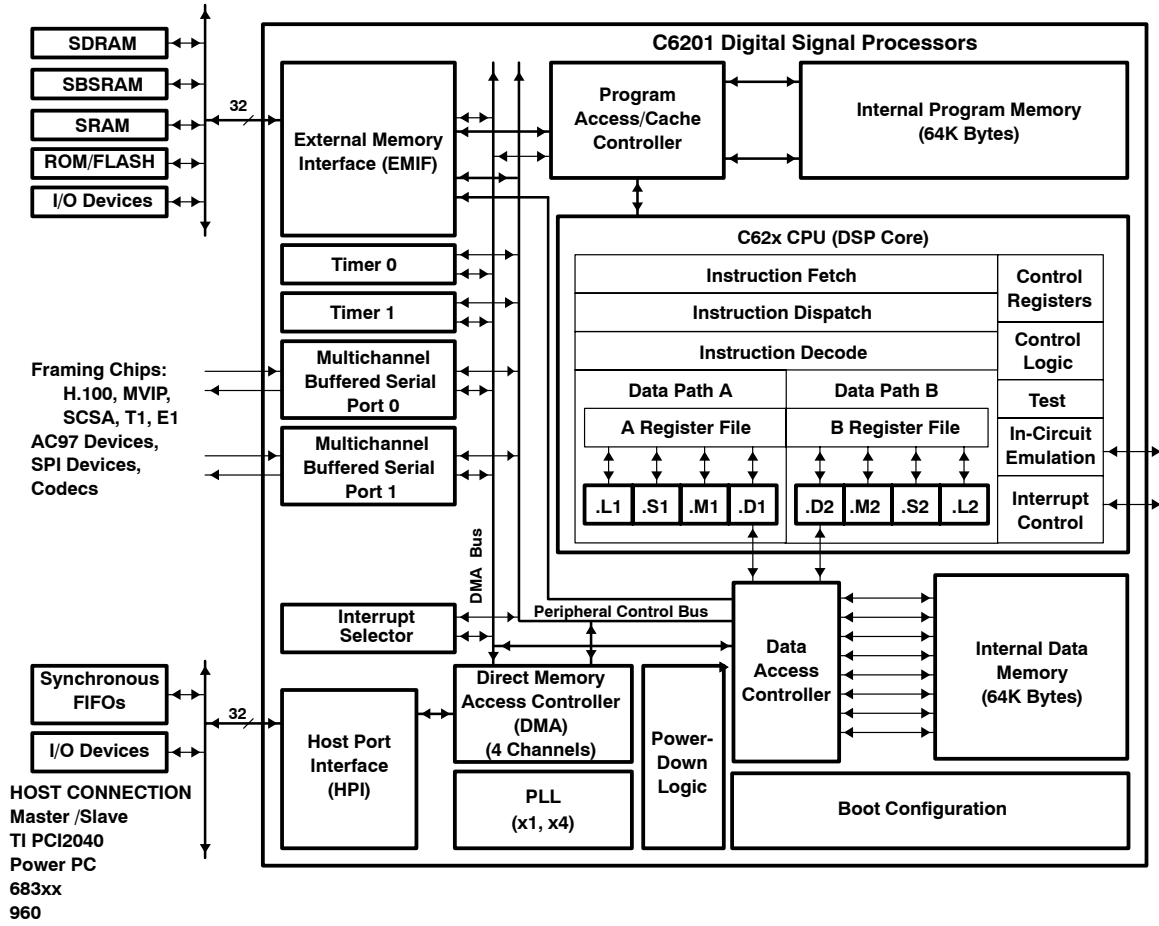 C6201 Digital Signal Processors
SDRAM
SBSRAM
SRAM
ROM/FLASH
I/O Devices
32
External Memory
Interface (EMIF)
Program
Access/Cache
Controller
Internal Program Memory
(64K Bytes)
Timer 0
Timer 1
Framing Chips:
H.100, MVIP,
SCSA, T1, E1
AC97 Devices,
SPI Devices,
Codecs
Multichannel
Buffered Serial
Port 0
Multichannel
Buffered Serial
Port 1
C62x CPU (DSP Core)
Instruction Fetch
Instruction Dispatch
Instruction Decode
Control
Registers
Control
Logic
Test
In-Circuit
Emulation
Interrupt
Control
Data Path A
Data Path B
A Register File
B Register File
.L1
.S1
.M1
.D1
.D2
.M2
.S2
.L2
DMA Bus
Peripheral Control Bus
Interrupt
Selector
Synchronous
FIFOs
I/O Devices
32
HOST CONNECTION
Master /Slave
TI PCI2040
Power PC
683xx
960
Host Port
Interface
(HPI)
Direct Memory
Access Controller
(DMA)
(4 Channels)
PLL
(x1, x4)
Power-
Down
Logic
Data
Access
Controller
Internal Data
Memory
(64K Bytes)
Boot Configuration